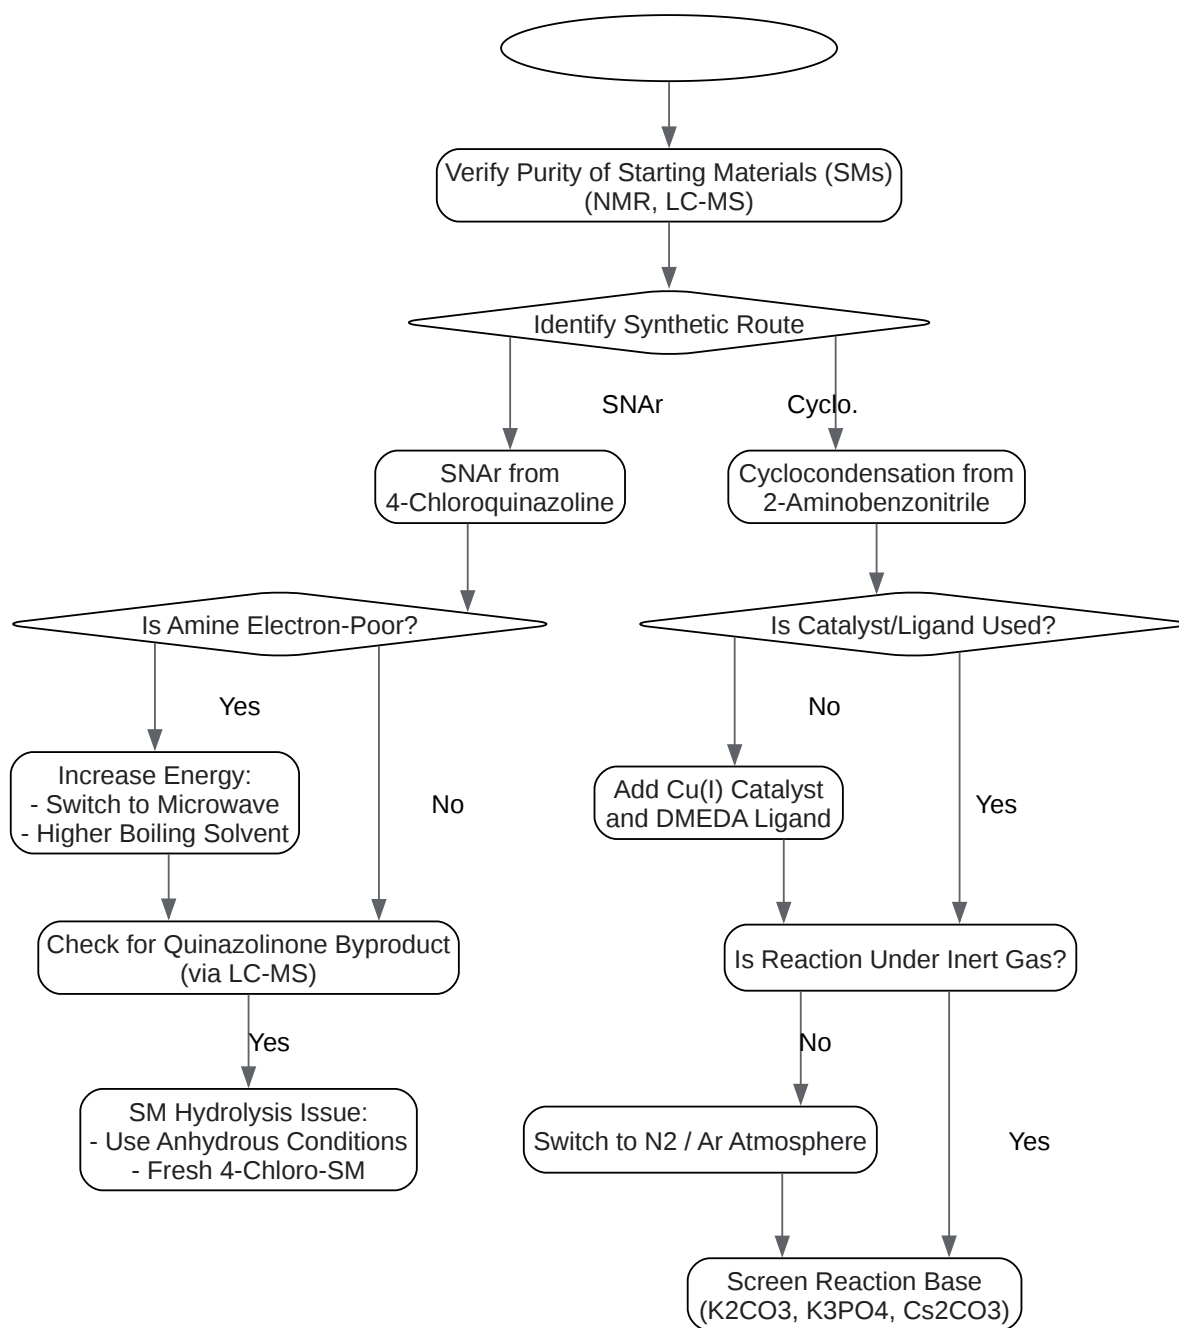 Verify Purity of Starting Materials (SMs)
(NMR, LC-MS)
Identify Synthetic Route
SNAr
Cyclo.
SNAr from
4-Chloroquinazoline
Cyclocondensation from
2-Aminobenzonitrile
Is Amine Electron-Poor?
Is Catalyst/Ligand Used?
Yes
No
Increase Energy:
- Switch to Microwave
- Higher Boiling Solvent
No
Add Cu(I) Catalyst
and DMEDA Ligand
Yes
Check for Quinazolinone Byproduct
(via LC-MS)
Is Reaction Under Inert Gas?
Yes
No
SM Hydrolysis Issue:
- Use Anhydrous Conditions
- Fresh 4-Chloro-SM
Switch to N2 / Ar Atmosphere
Yes
Screen Reaction Base
(K2CO3, K3PO4, Cs2CO3)